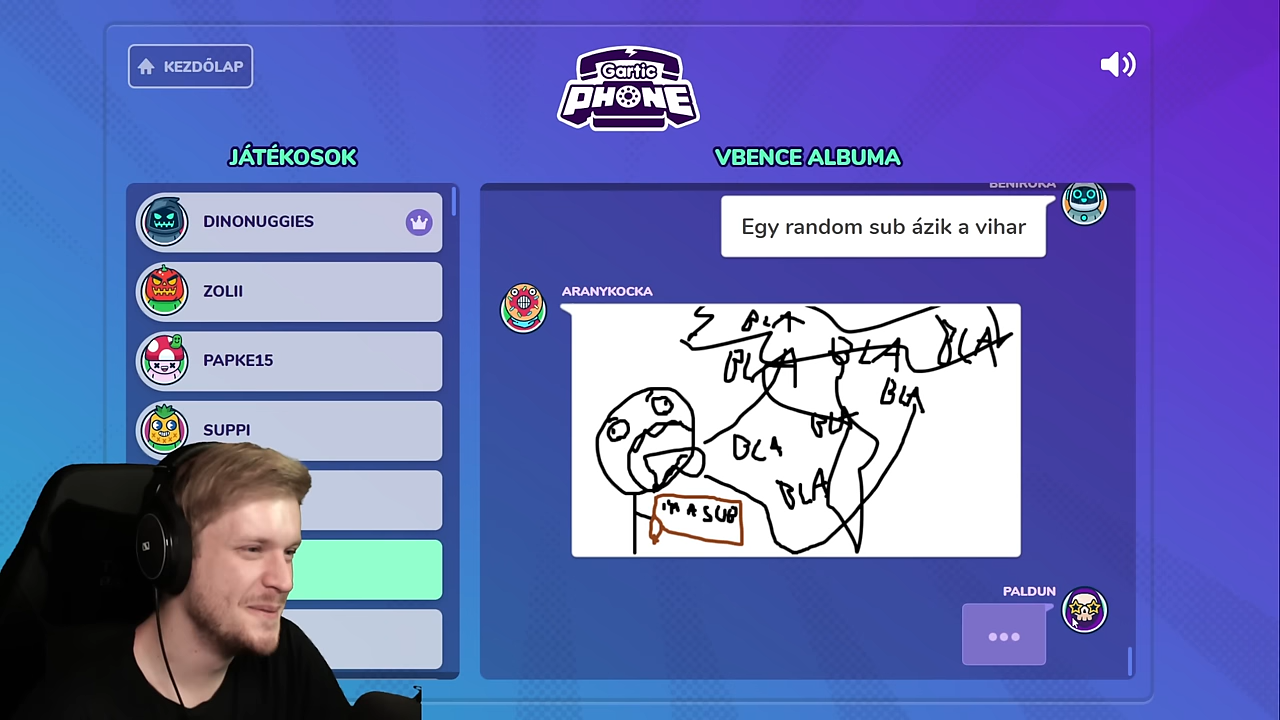 KEZDŐLAP
Gartic
PHONE
JÁTÉKOSOK
VBENCE ALBUMA
DINONUGGIES
ZOLII
PAPKE15
SUPPI
BENIROKA
Egy random sub ázik a vihar
ARANYKOCKA
BLA
BLA
BLA
BLA
BLA
BLA
BLA
BLA
I'M A SUB
PALDUN
...